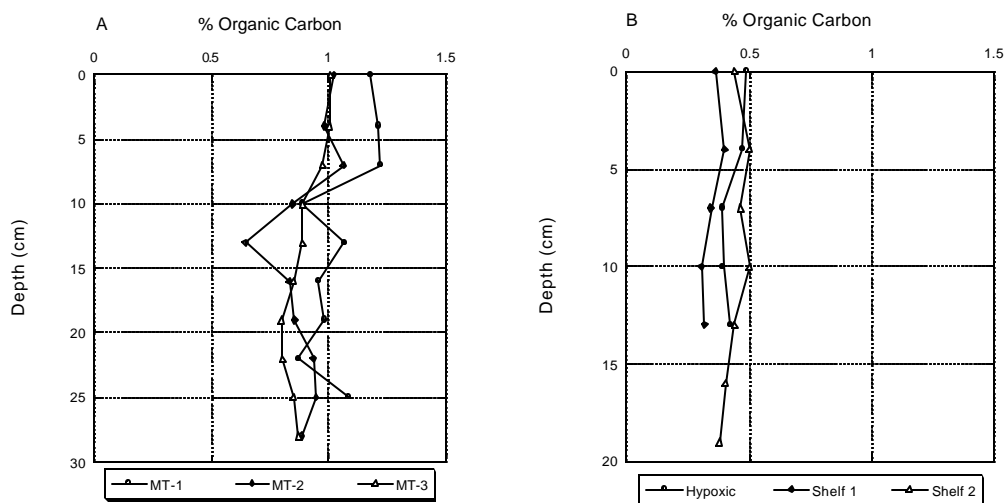 A
% Organic Carbon
0 0.5 1 1.5
0
5
10
15
20
25
30
Depth (cm)
MT-1 MT-2 MT-3
B
% Organic Carbon
0 0.5 1 1.5
0
5
10
15
20
Depth (cm)
Hypoxic Shelf 1 Shelf 2